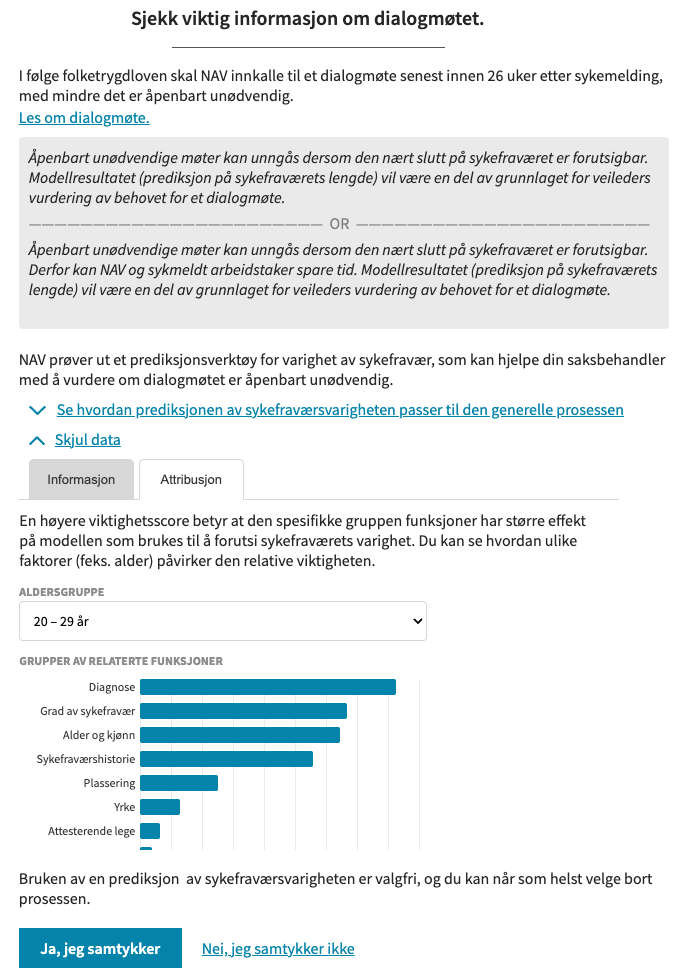 Sjekk viktig informasjon om dialogmøtet.
I følge folketrygdloven skal NAV innkalle til et dialogmøte senest innen 26 uker etter sykemelding,
med mindre det er åpenbart unødvendig.
Les om dialogmøte.
Åpenbart unødvendige møter kan unngås dersom den nært slutt på sykefraværet er forutsigbar.
Modellresultatet (prediksjon på sykefraværets lengde) vil være en del av grunnlaget for veileders
vurdering av behovet for et dialogmøte.
OR
Åpenbart unødvendige møter kan unngås dersom den nært slutt på sykefraværet er forutsigbar.
Derfor kan NAV og sykmeldt arbeidstaker spare tid. Modellresultatet (prediksjon på sykefraværets
lengde) vil være en del av grunnlaget for veileders vurdering av behovet for et dialogmøte.
NAV prøver ut et prediksjonsverktøy for varighet av sykefravær, som kan hjelpe din saksbehandler
med å vurdere om dialogmøtet er åpenbart unødvendig.
Se hvordan prediksjonen av sykefraværsvarigheten passer til den generelle prosessen
Skjul data
Informasjon
Attribusjon
En høyere viktighetsscore betyr at den spesifikke gruppen funksjoner har større effekt
på modellen som brukes til å forutsi sykefraværets varighet. Du kan se hvordan ulike
faktorer (feks. alder) påvirker den relative viktigheten.
ALDERSGRUPPE
20 – 29 år
GRUPPER AV RELATERTE FUNKSJONER
Diagnose
Grad av sykefravær
Alder og kjønn
Sykefraværshistorie
Plassering
Yrke
Attesterende lege
Bruken av en prediksjon av sykefraværsvarigheten er valgfri, og du kan når som helst velge bort
prosessen.
Ja, jeg samtykker
Nei, jeg samtykker ikke